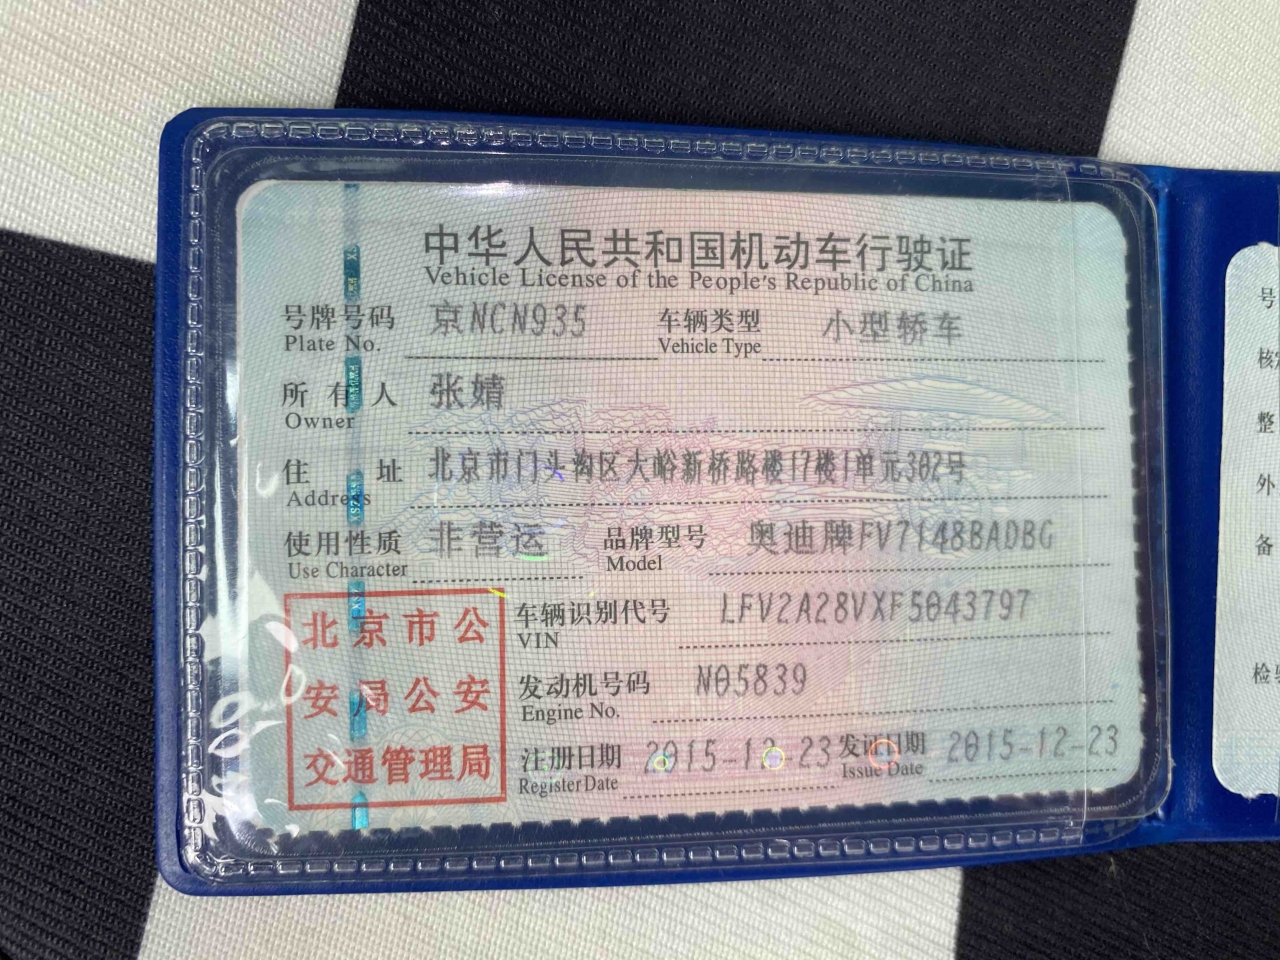 中华人民共和国机动车行驶证
Vehicle License of the People's Republic of China
号牌号码 京NCN935 车辆类型 小型轿车
Plate No. Vehicle Type
所有人 张婧
Owner
住址 北京市门头沟区大峪新桥路楼17楼1单元302号
Address
使用性质 非营运 品牌型号 奥迪牌FV7148BADBG
Use Character Model
北京市公
安局公安
交通管理局
车辆识别代号 LFV2A28VXF5043797
VIN
发动机号码 N05839
Engine No.
注册日期 2015-12-23 发证日期 2015-12-23
Register Date Issue Date
号
核
整
外
备
检